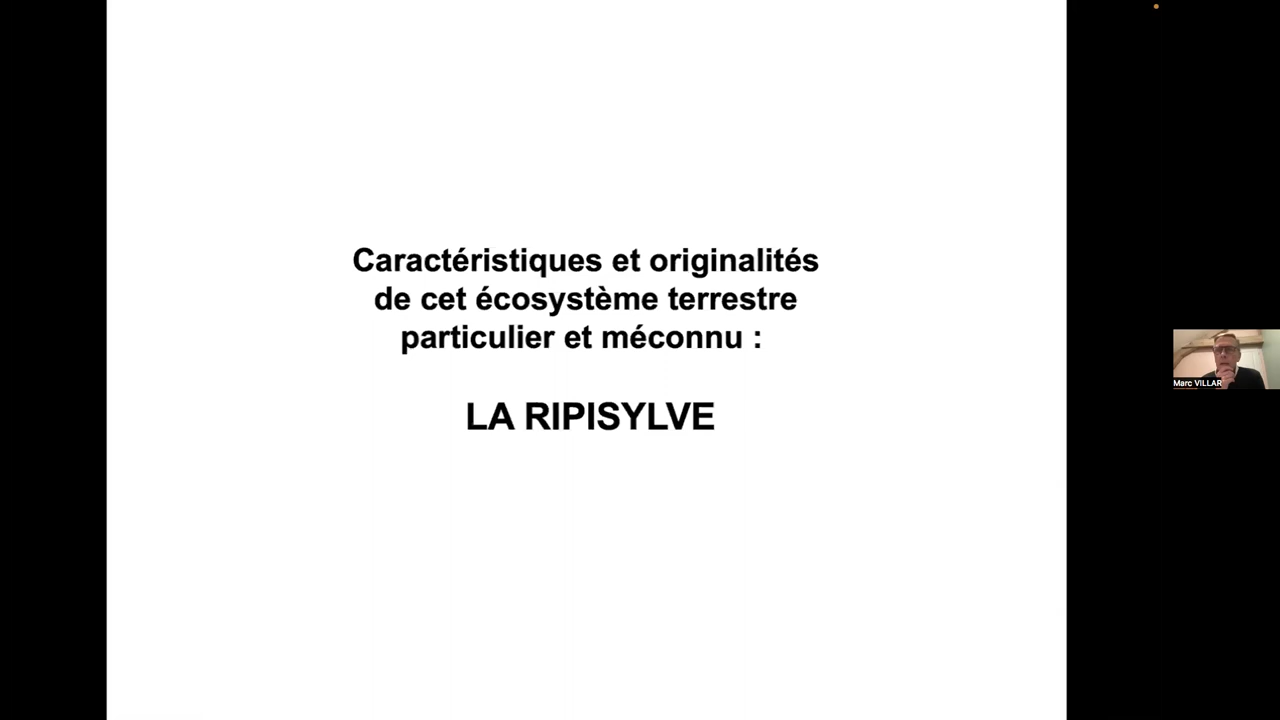 Caractéristiques et originalités
de cet écosystème terrestre
particulier et méconnu :
LA RIPISYLVE
Marc VILLAR